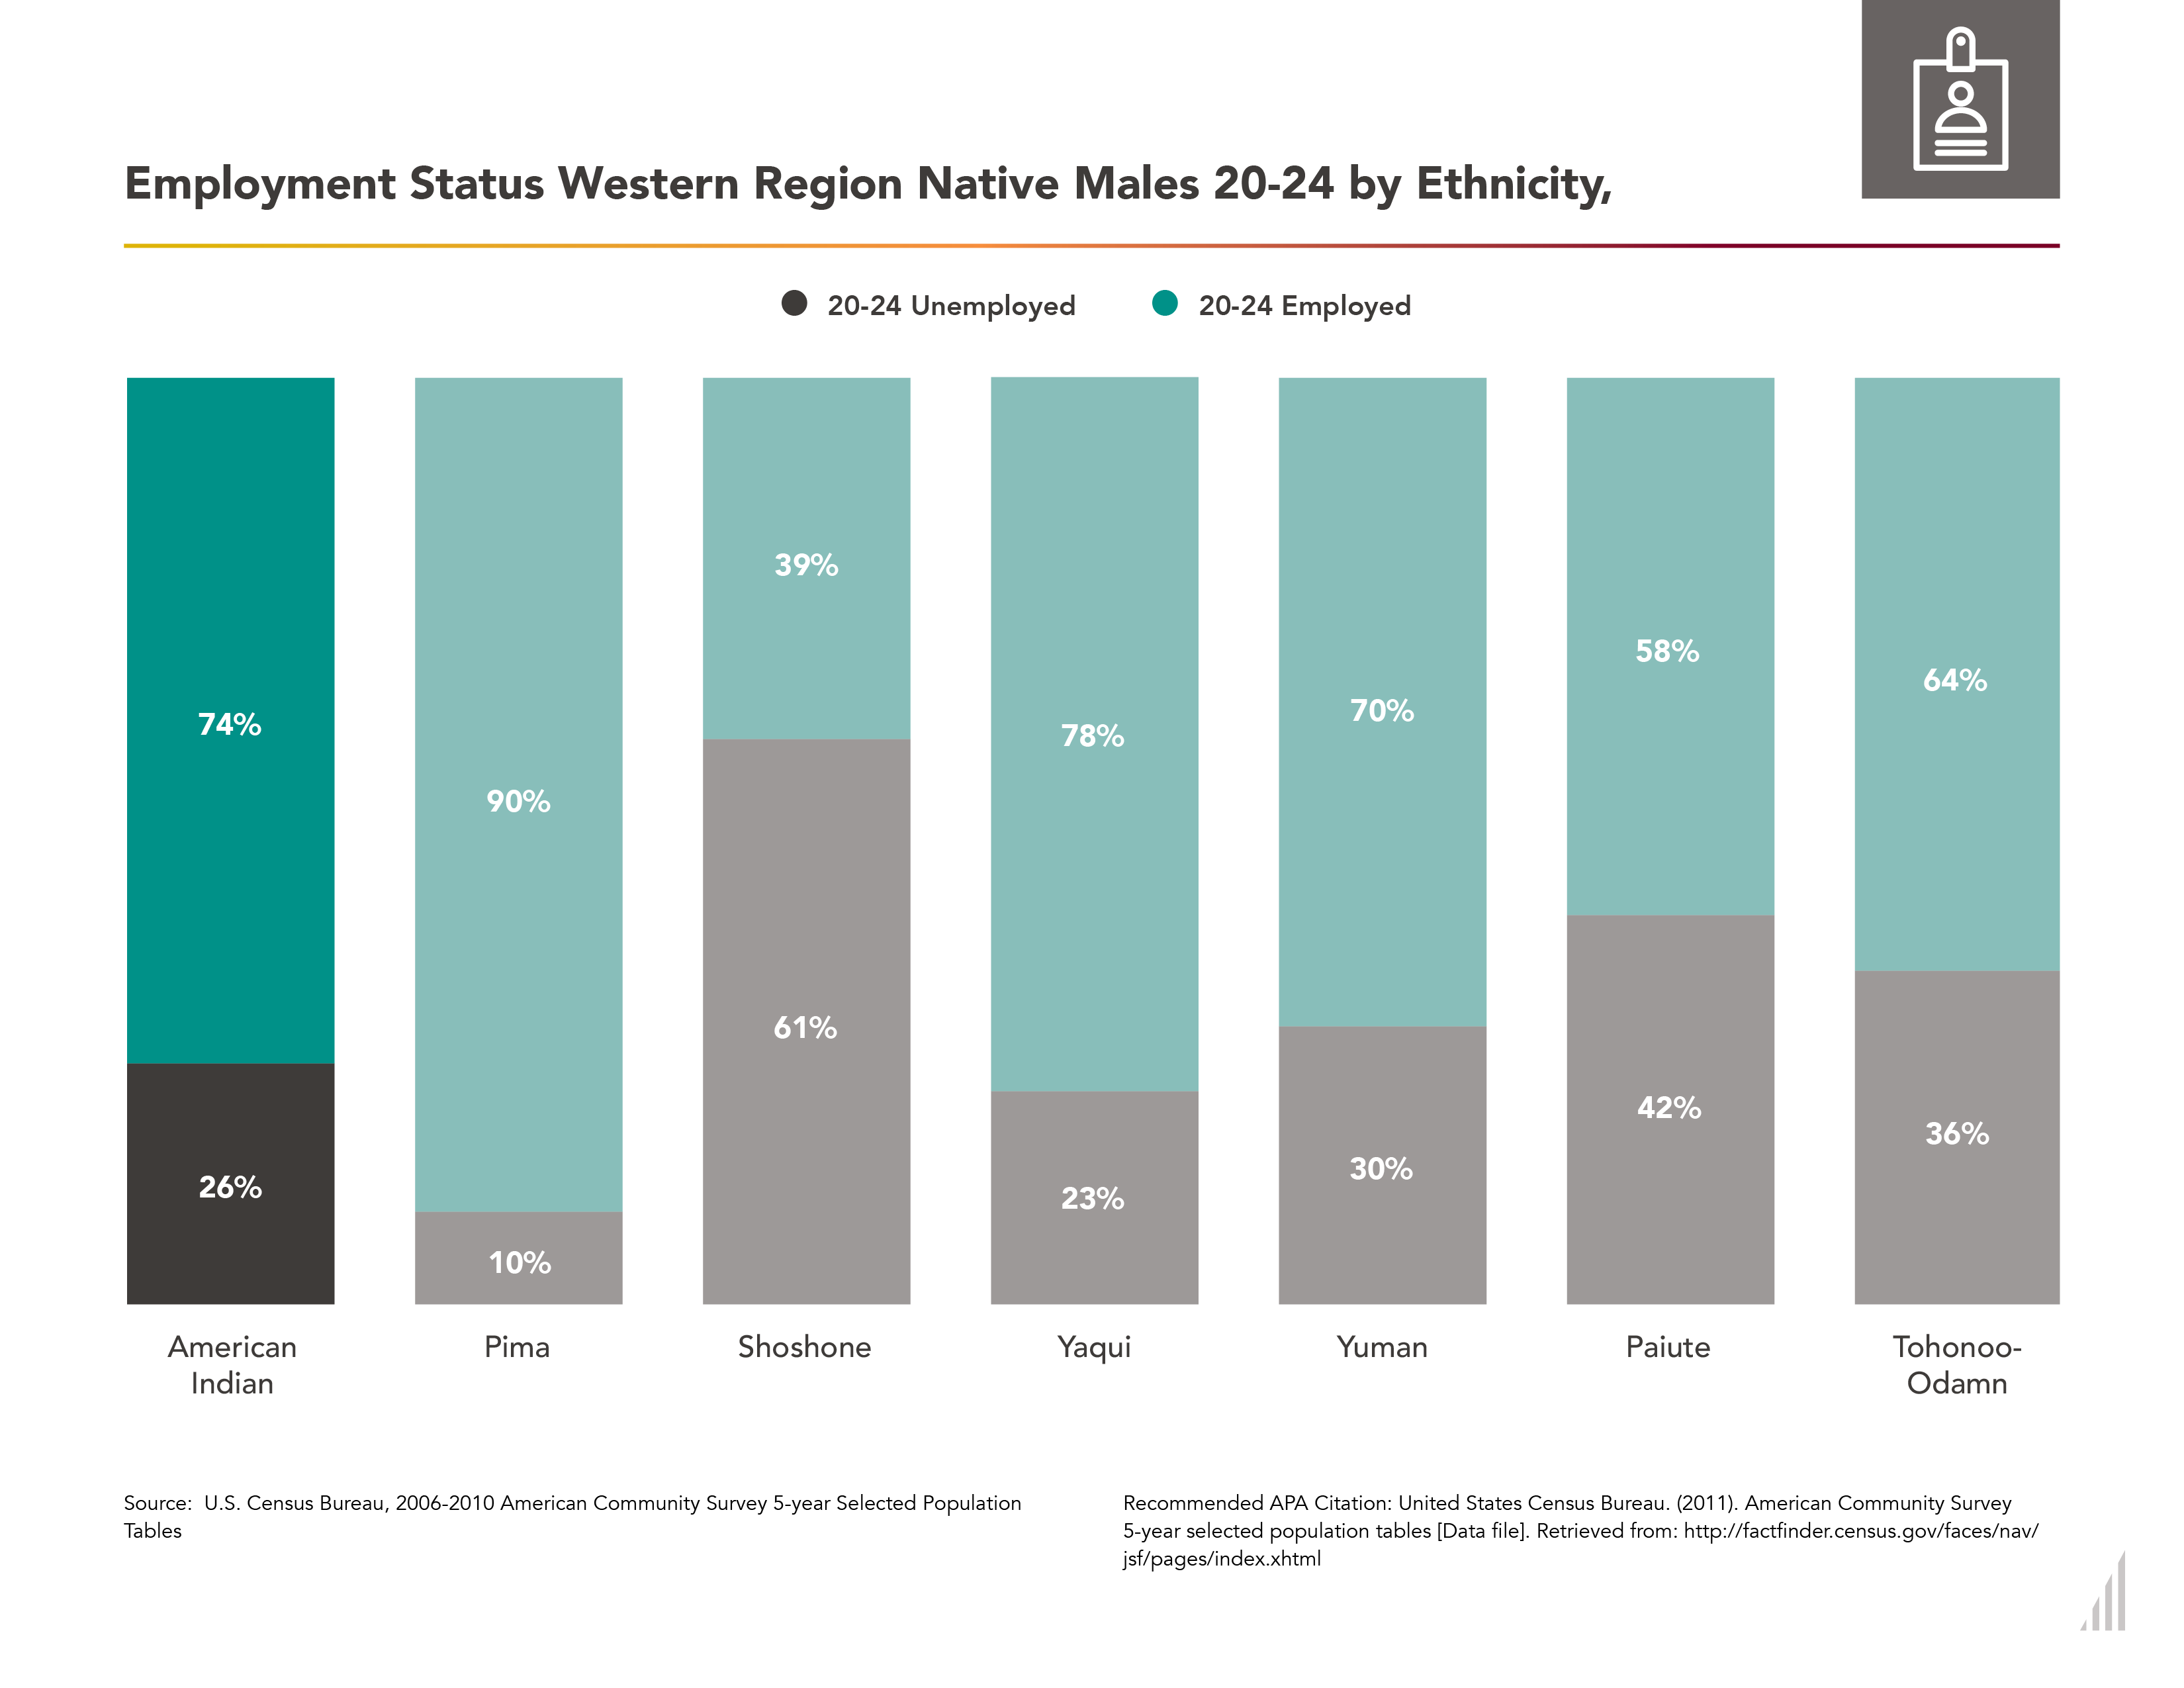 Employment Status Western Region Native Males 20-24 by Ethnicity,
20-24 Unemployed
20-24 Employed
74%
26%
90%
10%
39%
61%
78%
23%
70%
30%
58%
42%
64%
36%
American
Indian
Pima
Shoshone
Yaqui
Yuman
Paiute
Tohonoo-
Odamn
Source:  U.S. Census Bureau, 2006-2010 American Community Survey 5-year Selected Population
Tables
Recommended APA Citation: United States Census Bureau. (2011). American Community Survey
5-year selected population tables [Data file]. Retrieved from: http://factfinder.census.gov/faces/nav/
jsf/pages/index.xhtml